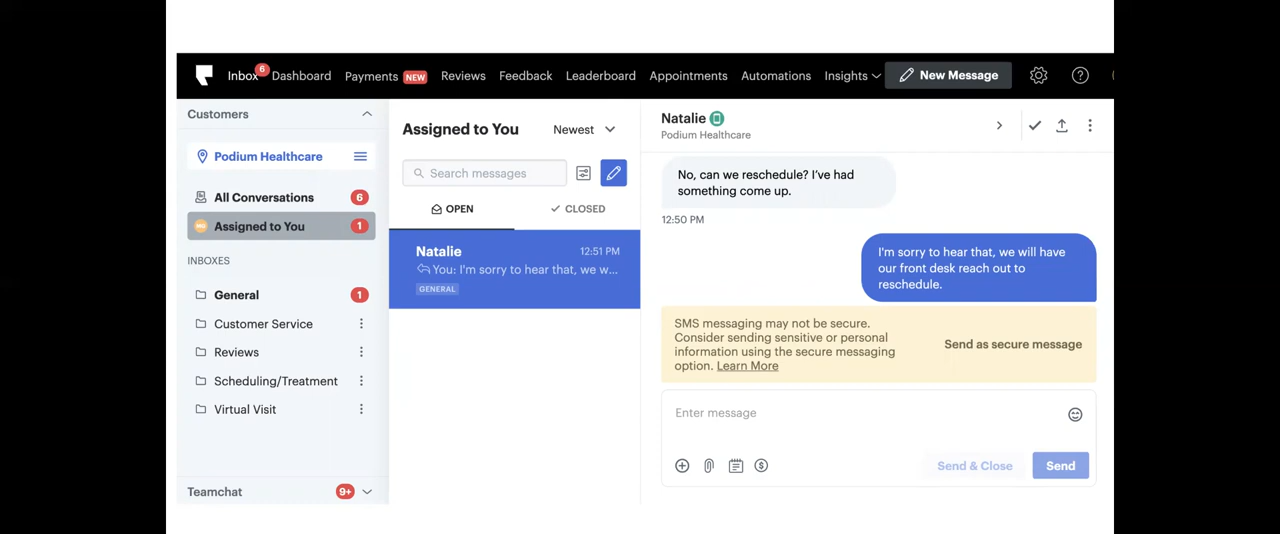 Inbox 6 Dashboard Payments NEW Reviews Feedback Leaderboard Appointments Automations Insights New Message
Customers
Podium Healthcare
All Conversations 6
Assigned to You 1
INBOXES
General 1
Customer Service
Reviews
Scheduling/Treatment
Virtual Visit
Teamchat 9+
Assigned to You Newest
Search messages
OPEN CLOSED
Natalie 12:51 PM
You: I'm sorry to hear that, we w...
GENERAL
Natalie
Podium Healthcare
No, can we reschedule? I've had
something come up.
12:50 PM
I'm sorry to hear that, we will have
our front desk reach out to
reschedule.
SMS messaging may not be secure.
Consider sending sensitive or personal
information using the secure messaging
option. Learn More
Send as secure message
Enter message
Send & Close Send